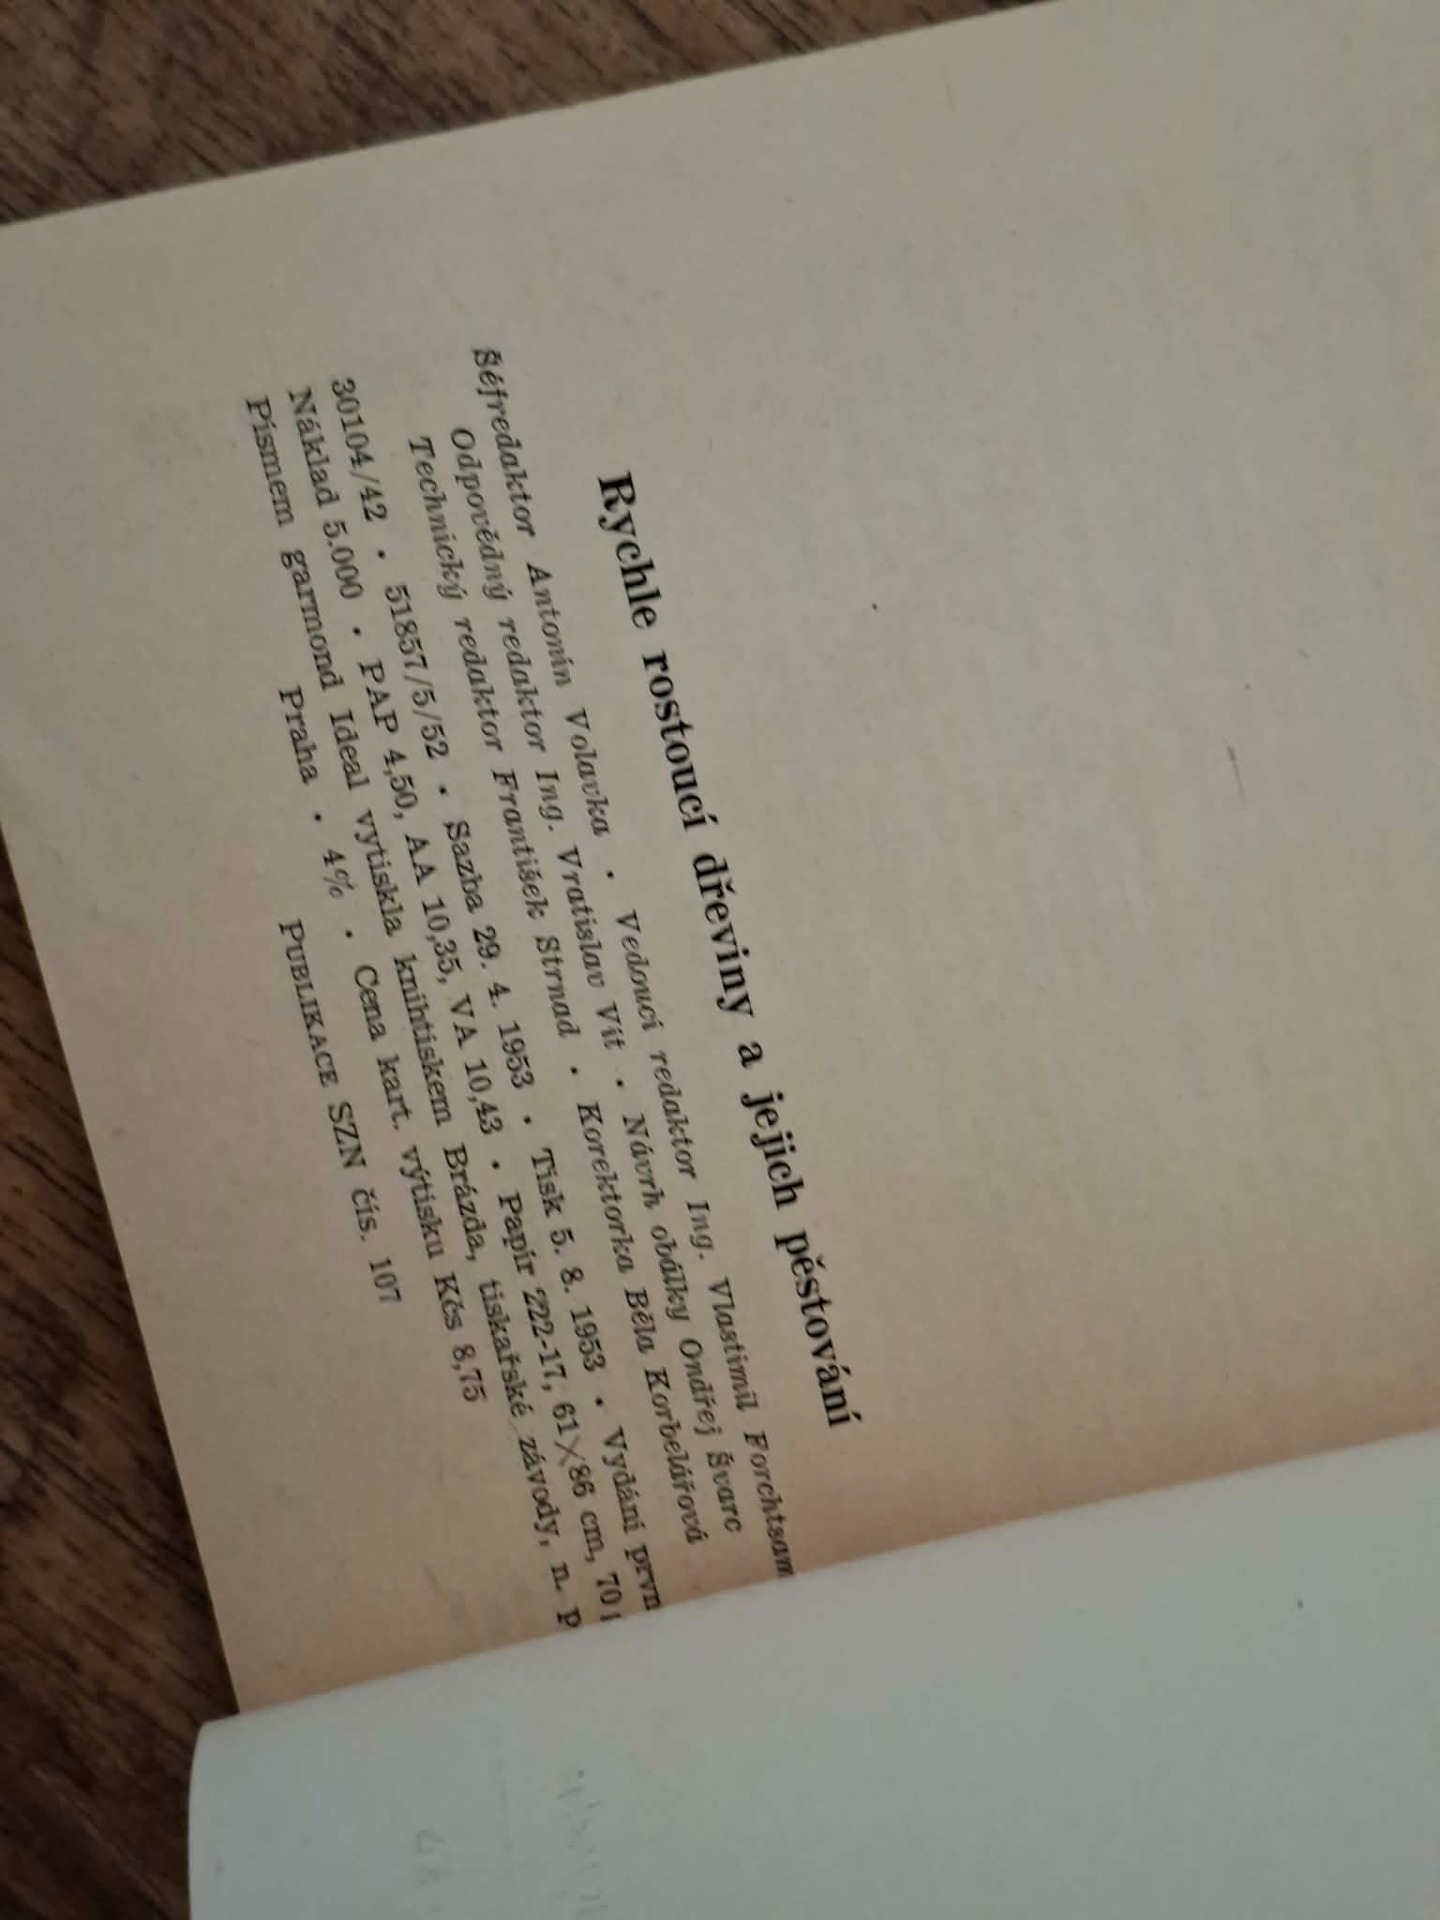 Rychle rostoucí dřeviny a jejich pěstování
Šéfredaktor Antonín Volavka • Vedoucí redaktor Ing. Vlastimil Forchtsam
Odpovědný redaktor Ing. Vratislav Vít • Návrh obálky Ondřej Švarc
Technický redaktor František Strnad • Korektorka Běla Korbelářová
30104/42 • 51857/5/52 • Sazba 29. 4. 1953 • Tisk 5. 8. 1953 • Vydání prvn
Náklad 5.000 • PAP 4,50, AA 10,35, VA 10,43 • Papír 222-17, 61×86 cm, 70
Písmem garmond Ideal vytiskla knihtiskem Brázda, tiskařské závody, n. p
Praha • 4% • Cena kart. výtisku Kčs 8,75
PUBLIKACE SZN čís. 107